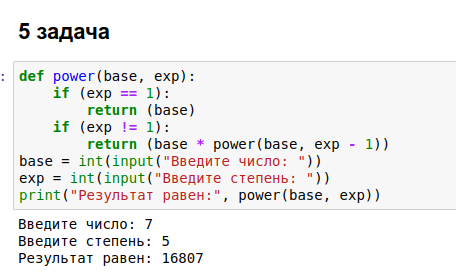 5 задача
: def power(base, exp):
    if (exp == 1):
        return (base)
    if (exp != 1):
        return (base * power(base, exp - 1))
base = int(input("Введите число: "))
exp = int(input("Введите степень: "))
print("Результат равен:", power(base, exp))
Введите число: 7
Введите степень: 5
Результат равен: 16807